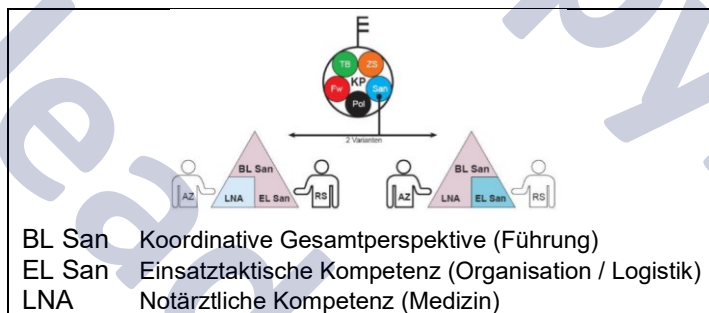 TB ZS
KP
Fw San
Pol
2 Varianten
BL San BL San
AZ LNA EL San RS AZ LNA EL San RS
BL San Koordinative Gesamtperspektive (Führung)
EL San Einsatztaktische Kompetenz (Organisation / Logistik)
LNA Notärztliche Kompetenz (Medizin)